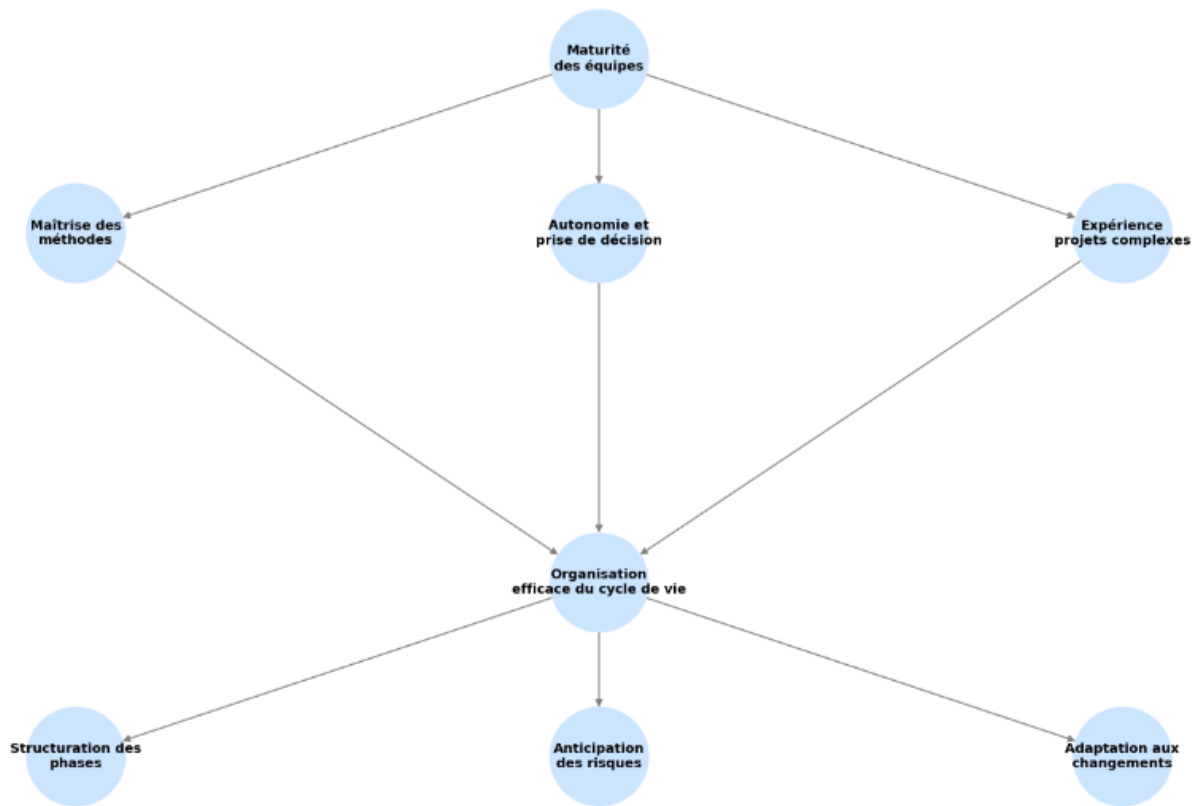 Maturité
des équipes
Maîtrise des
méthodes
Autonomie et
prise de décision
Expérience
projets complexes
Organisation
efficace du cycle de vie
Structuration des
phases
Anticipation
des risques
Adaptation aux
changements